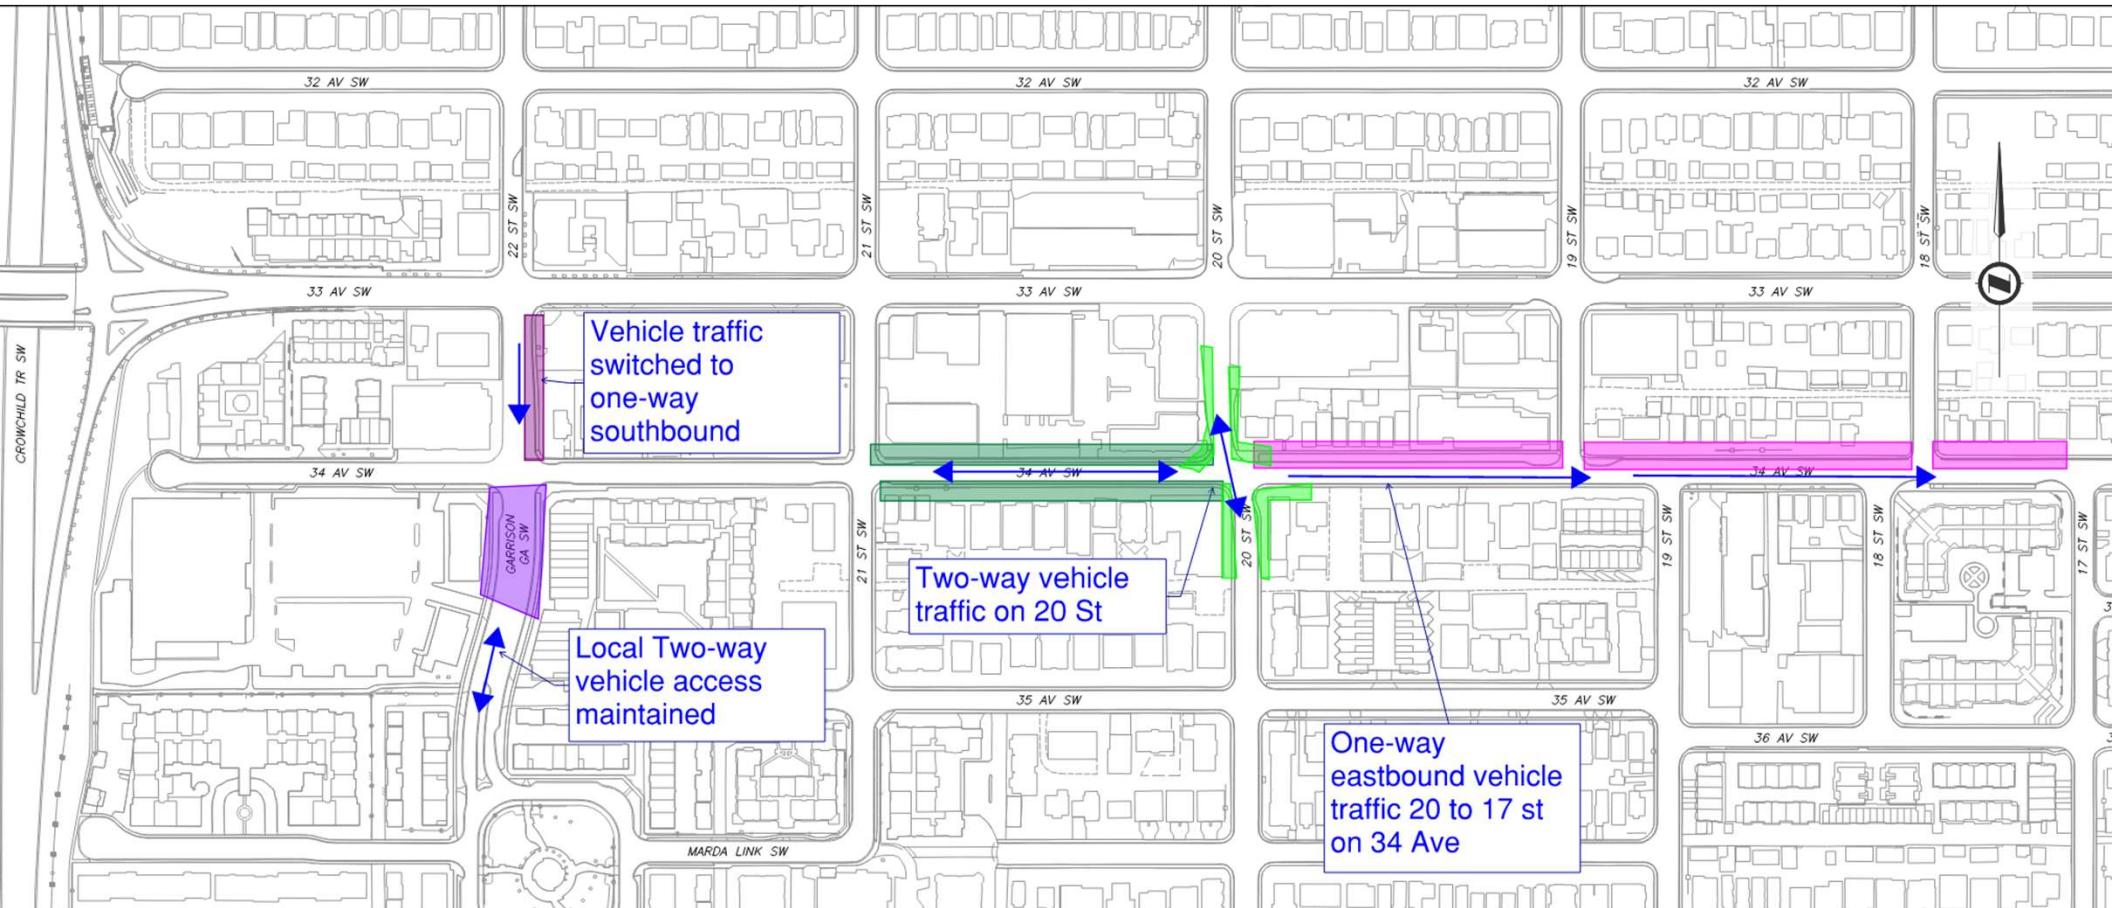 32 AV SW
32 AV SW
32 AV SW
22 ST SW
21 ST SW
20 ST SW
19 ST SW
18 ST SW
33 AV SW
33 AV SW
33 AV SW
CROWCHILD TR SW
Vehicle traffic
switched to
one-way
southbound
34 AV SW
34 AV SW
34 AV SW
GARRISON
GA SW
21 ST SW
20 ST SW
19 ST SW
18 ST SW
17 ST SW
Two-way vehicle
traffic on 20 St
Local Two-way
vehicle access
maintained
35 AV SW
35 AV SW
36 AV SW
One-way
eastbound vehicle
traffic 20 to 17 st
on 34 Ave
MARDA LINK SW